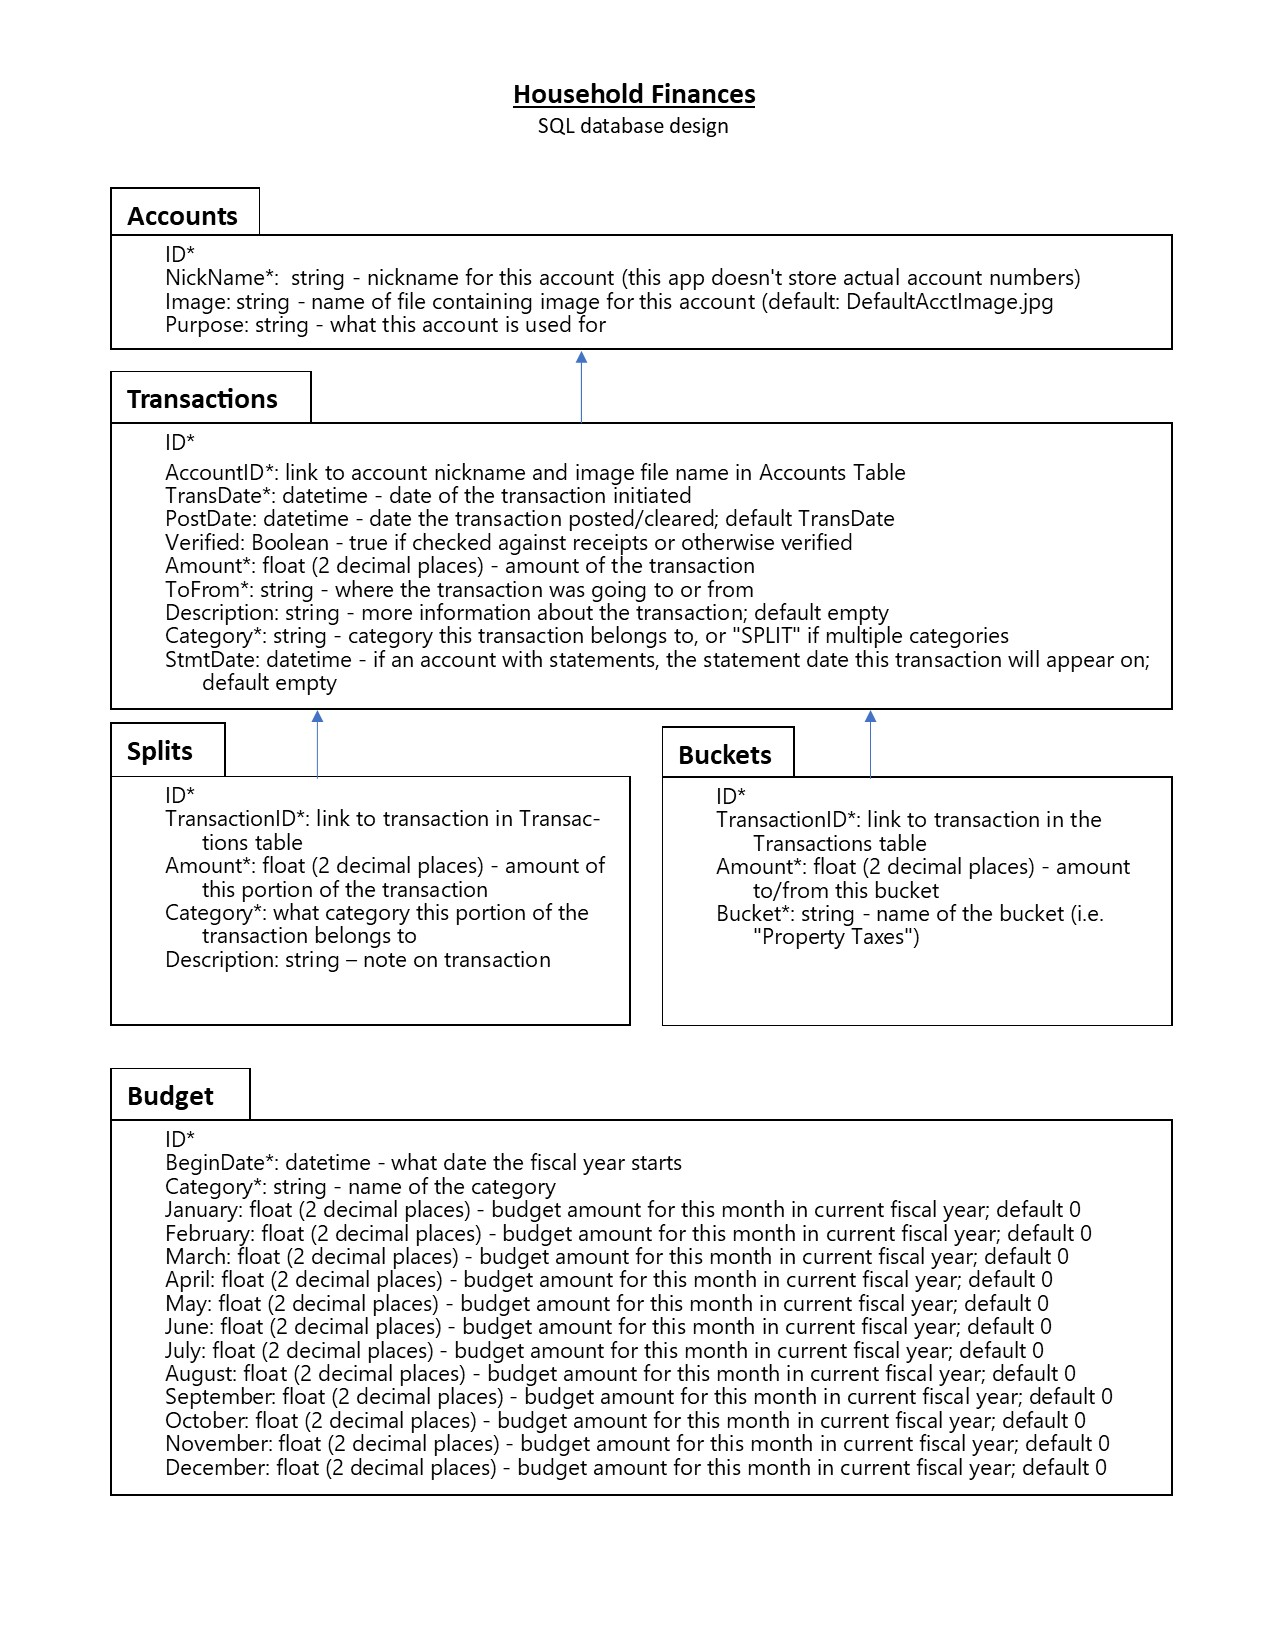 Household Finances
SQL database design
Accounts
ID*
NickName*:  string - nickname for this account (this app doesn't store actual account numbers)
Image: string - name of file containing image for this account (default: DefaultAcctImage.jpg
Purpose: string - what this account is used for
Transactions
ID*
AccountID*: link to account nickname and image file name in Accounts Table
TransDate*: datetime - date of the transaction initiated
PostDate: datetime - date the transaction posted/cleared; default TransDate
Verified: Boolean - true if checked against receipts or otherwise verified
Amount*: float (2 decimal places) - amount of the transaction
ToFrom*: string - where the transaction was going to or from
Description: string - more information about the transaction; default empty
Category*: string - category this transaction belongs to, or "SPLIT" if multiple categories
StmtDate: datetime - if an account with statements, the statement date this transaction will appear on;
default empty
Splits
ID*
TransactionID*: link to transaction in Transac-
tions table
Amount*: float (2 decimal places) - amount of
this portion of the transaction
Category*: what category this portion of the
transaction belongs to
Description: string – note on transaction
Buckets
ID*
TransactionID*: link to transaction in the
Transactions table
Amount*: float (2 decimal places) - amount
to/from this bucket
Bucket*: string - name of the bucket (i.e.
"Property Taxes")
Budget
ID*
BeginDate*: datetime - what date the fiscal year starts
Category*: string - name of the category
January: float (2 decimal places) - budget amount for this month in current fiscal year; default 0
February: float (2 decimal places) - budget amount for this month in current fiscal year; default 0
March: float (2 decimal places) - budget amount for this month in current fiscal year; default 0
April: float (2 decimal places) - budget amount for this month in current fiscal year; default 0
May: float (2 decimal places) - budget amount for this month in current fiscal year; default 0
June: float (2 decimal places) - budget amount for this month in current fiscal year; default 0
July: float (2 decimal places) - budget amount for this month in current fiscal year; default 0
August: float (2 decimal places) - budget amount for this month in current fiscal year; default 0
September: float (2 decimal places) - budget amount for this month in current fiscal year; default 0
October: float (2 decimal places) - budget amount for this month in current fiscal year; default 0
November: float (2 decimal places) - budget amount for this month in current fiscal year; default 0
December: float (2 decimal places) - budget amount for this month in current fiscal year; default 0